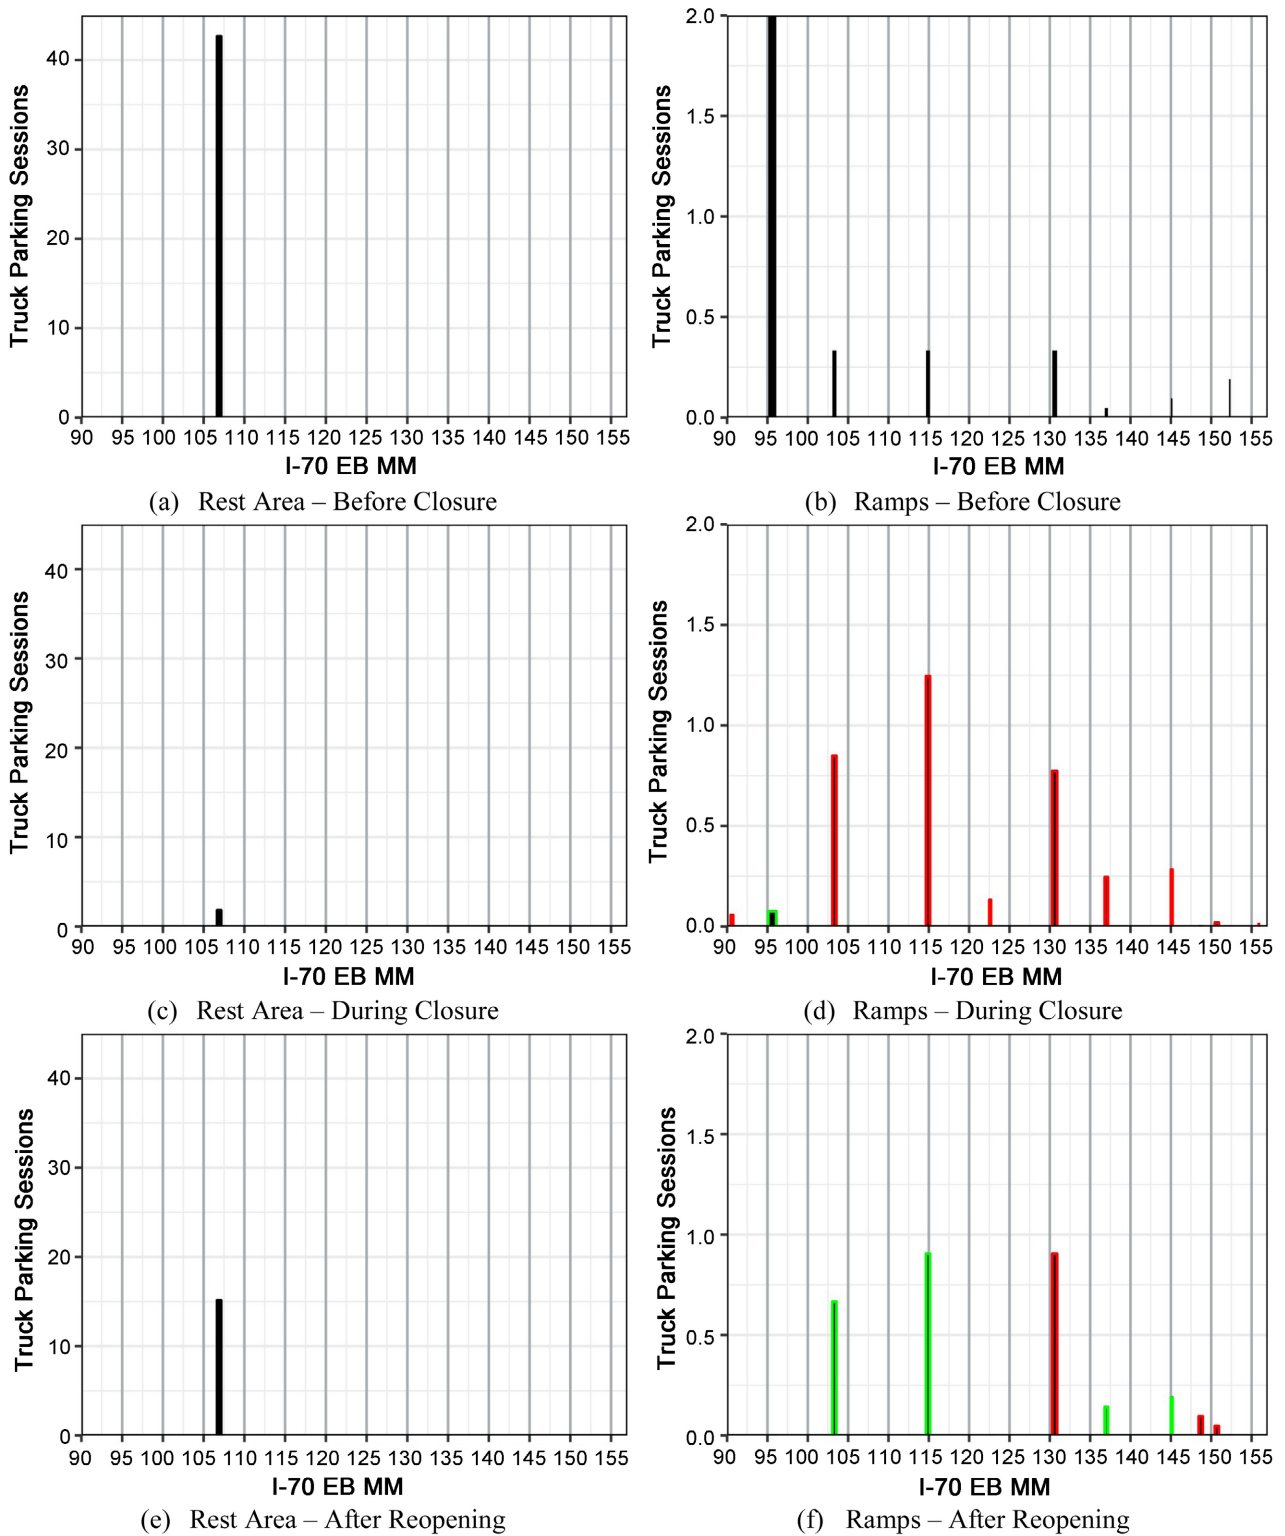 Truck Parking Sessions
40
30
20
10
0
90 95 100 105 110 115 120 125 130 135 140 145 150 155
I-70 EB MM
(a) Rest Area – Before Closure
Truck Parking Sessions
2.0
1.5
1.0
0.5
0.0
90 95 100 105 110 115 120 125 130 135 140 145 150 155
I-70 EB MM
(b) Ramps – Before Closure
Truck Parking Sessions
40
30
20
10
0
90 95 100 105 110 115 120 125 130 135 140 145 150 155
I-70 EB MM
(c) Rest Area – During Closure
Truck Parking Sessions
2.0
1.5
1.0
0.5
0.0
90 95 100 105 110 115 120 125 130 135 140 145 150 155
I-70 EB MM
(d) Ramps – During Closure
Truck Parking Sessions
40
30
20
10
0
90 95 100 105 110 115 120 125 130 135 140 145 150 155
I-70 EB MM
(e) Rest Area – After Reopening
Truck Parking Sessions
2.0
1.5
1.0
0.5
0.0
90 95 100 105 110 115 120 125 130 135 140 145 150 155
I-70 EB MM
(f) Ramps – After Reopening